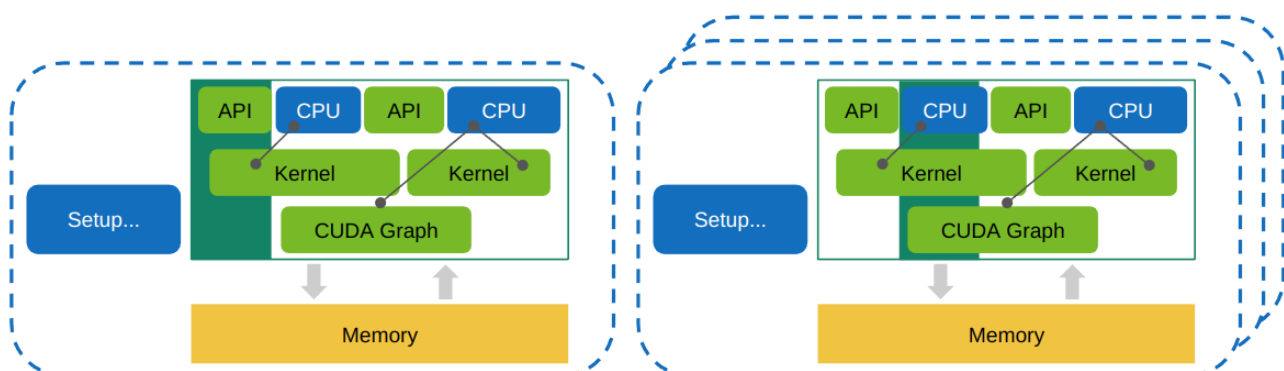 API CPU API CPU
Kernel Kernel
Setup...
CUDA Graph
Memory
API CPU API CPU
Kernel Kernel
Setup...
CUDA Graph
Memory